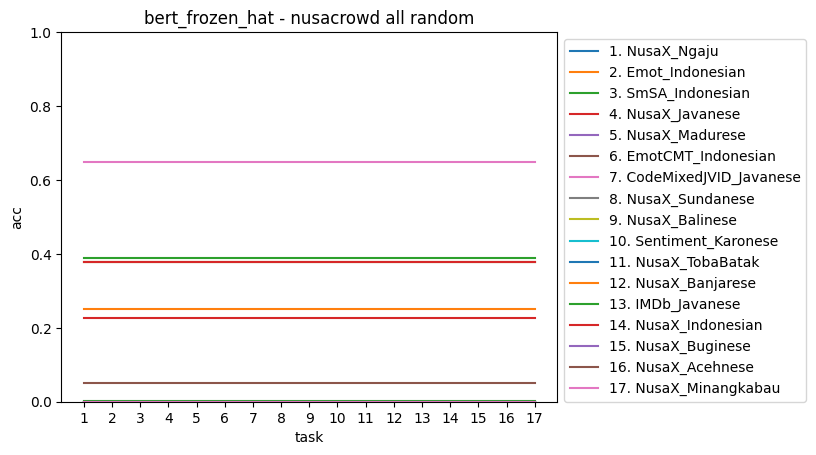 bert_frozen_hat - nusacrowd all random
1.0
0.8
0.6
0.4
0.2
0.0
acc
1 2 3 4 5 6 7 8 9 10 11 12 13 14 15 16 17
task
1. NusaX_Ngaju
2. Emot_Indonesian
3. SmSA_Indonesian
4. NusaX_Javanese
5. NusaX_Madurese
6. EmotCMT_Indonesian
7. CodeMixedJVID_Javanese
8. NusaX_Sundanese
9. NusaX_Balinese
10. Sentiment_Karonese
11. NusaX_TobaBatak
12. NusaX_Banjarese
13. IMDb_Javanese
14. NusaX_Indonesian
15. NusaX_Buginese
16. NusaX_Acehnese
17. NusaX_Minangkabau